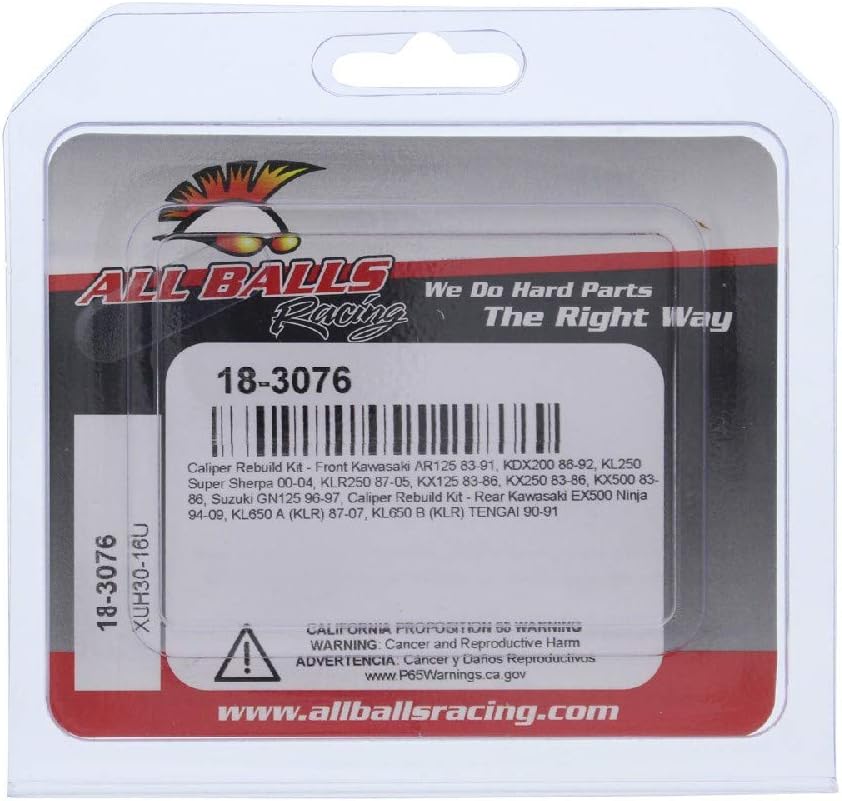 ALL BALLS
Racing
We Do Hard Parts
The Right Way
18-3076
Caliper Rebuild Kit - Front Kawasaki AR125 83-91, KDX200 86-92, KL250
Super Sherpa 00-04, KLR250 87-05, KX125 83-86, KX250 83-86, KX500 83-
86, Suzuki GN125 96-97, Caliper Rebuild Kit - Rear Kawasaki EX500 Ninja
94-09, KL650 A (KLR) 87-07, KL650 B (KLR) TENGAI 90-91
18-3076
XUH30-16U
CALIFORNIA PROPOSITION 65 WARNING
WARNING: Cancer and Reproductive Harm
ADVERTENCIA: Cáncer y Daños Reproductivos
www.P65Warnings.ca.gov
www.allballsracing.com